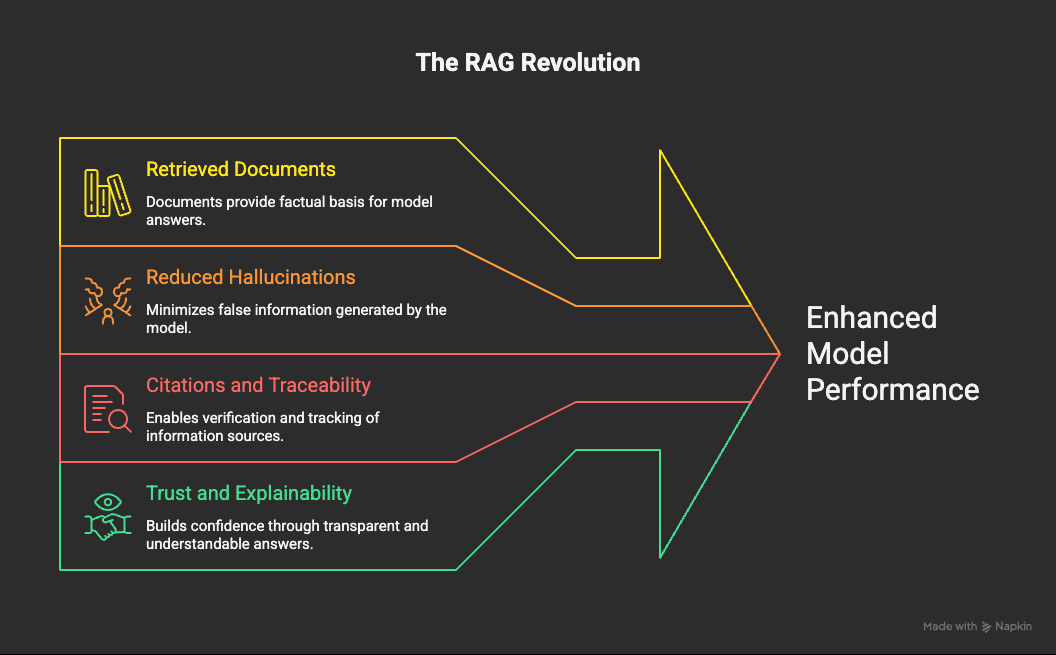 The RAG Revolution
Retrieved Documents
Documents provide factual basis for model
answers.
Reduced Hallucinations
Minimizes false information generated by the
model.
Citations and Traceability
Enables verification and tracking of
information sources.
Trust and Explainability
Builds confidence through transparent and
understandable answers.
Enhanced
Model
Performance
Made with Napkin